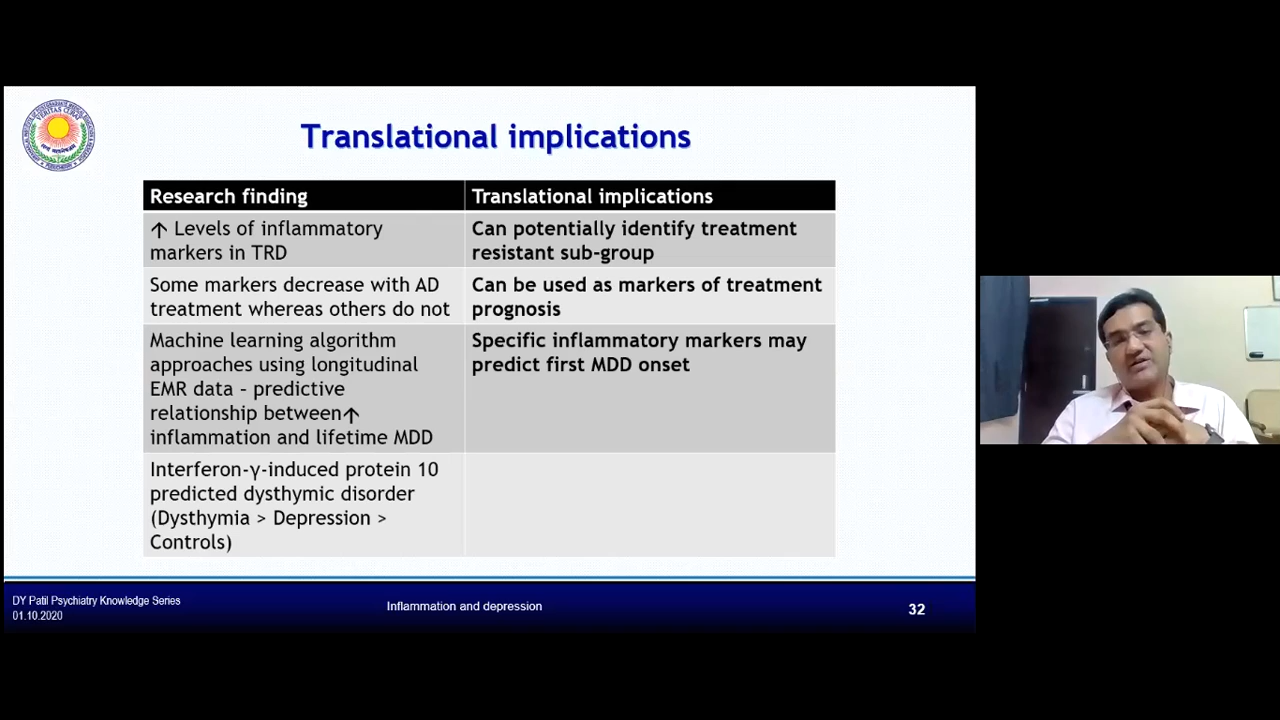 Translational implications
Research finding
Translational implications
↑ Levels of inflammatory
markers in TRD
Can potentially identify treatment
resistant sub-group
Some markers decrease with AD
treatment whereas others do not
Can be used as markers of treatment
prognosis
Machine learning algorithm
approaches using longitudinal
EMR data – predictive
relationship between↑
inflammation and lifetime MDD
Specific inflammatory markers may
predict first MDD onset
Interferon-γ-induced protein 10
predicted dysthymic disorder
(Dysthymia > Depression >
Controls)
DY Patil Psychiatry Knowledge Series
01.10.2020
Inflammation and depression
32